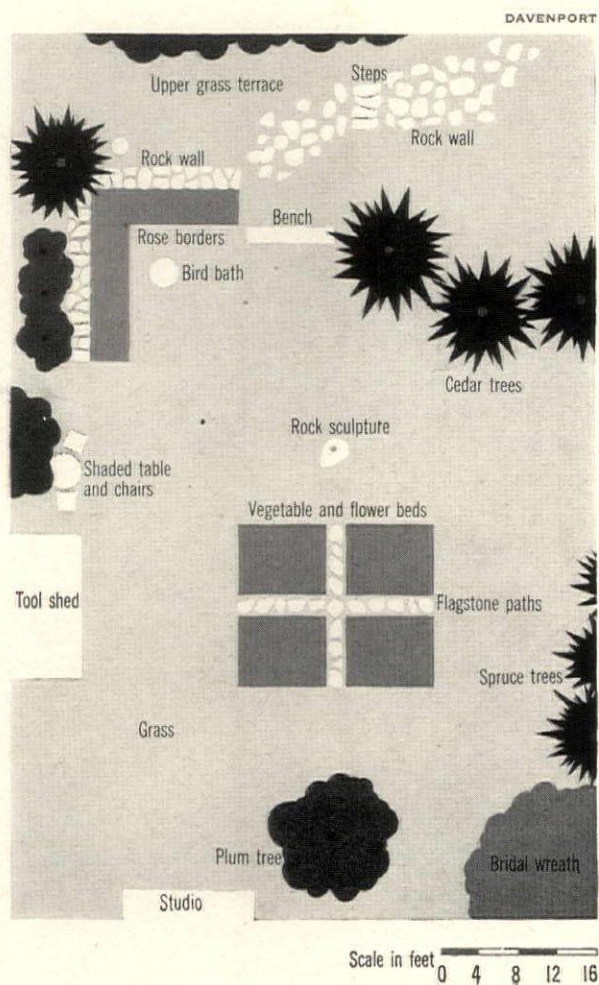 DAVENPORT
Upper grass terrace
Steps
Rock wall
Rock wall
Bench
Rose borders
Bird bath
Cedar trees
Rock sculpture
Shaded table
and chairs
Vegetable and flower beds
Tool shed
Flagstone paths
Spruce trees
Grass
Plum tree
Bridal wreath
Studio
Scale in feet
0 4 8 12 16